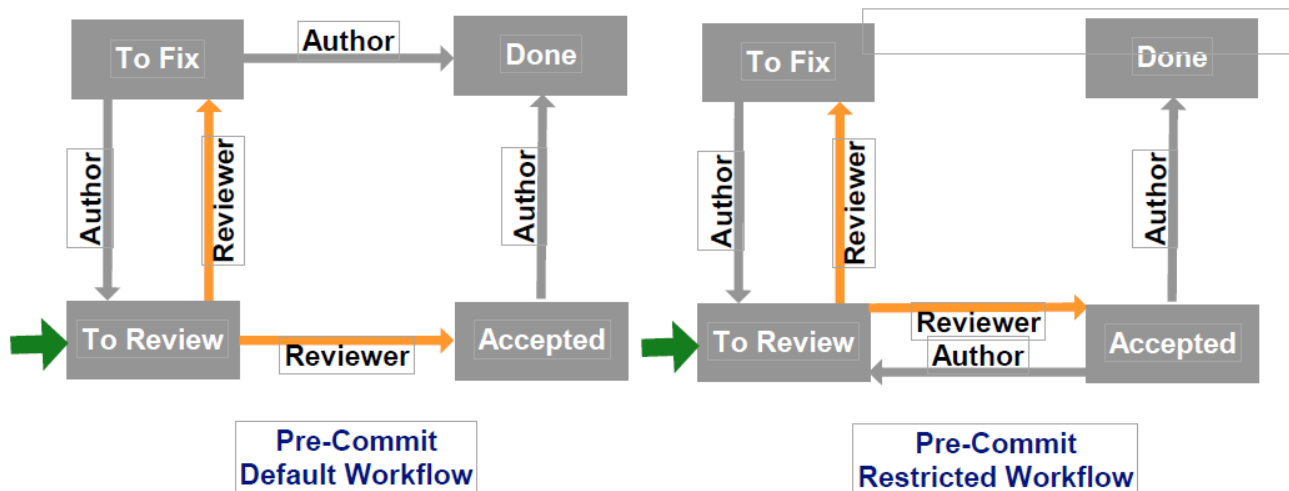 To Fix
Author
Done
Author
Reviewer
Author
To Review
Reviewer
Accepted
Pre-Commit
Default Workflow
To Fix
Done
Author
Reviewer
Author
To Review
Reviewer
Author
Accepted
Pre-Commit
Restricted Workflow